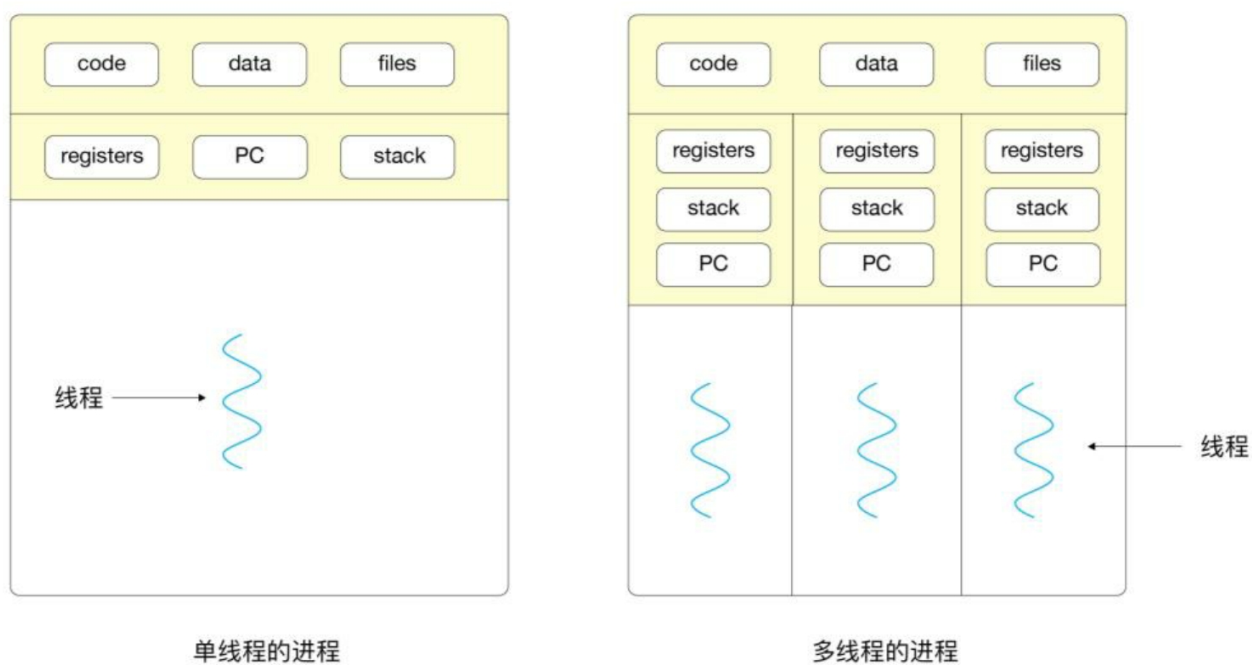 code data files
registers PC stack
线程
单线程的进程
code data files
registers registers registers
stack stack stack
PC PC PC
线程
多线程的进程